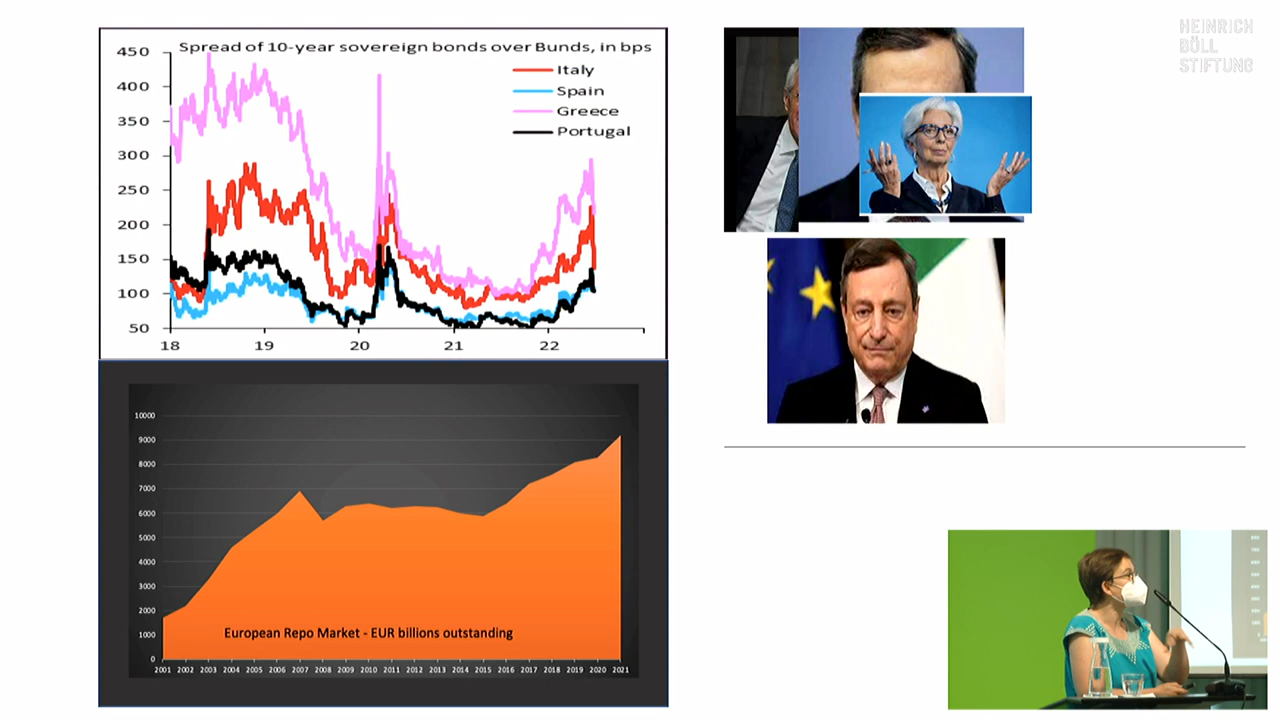 HEINRICH
BÖLL
STIFTUNG
Spread of 10-year sovereign bonds over Bunds, in bps
450
400
350
300
250
200
150
100
50
Italy
Spain
Greece
Portugal
18 19 20 21 22
10000
9000
8000
7000
6000
5000
4000
3000
2000
1000
0
European Repo Market - EUR billions outstanding
2001 2002 2003 2004 2005 2006 2007 2008 2009 2010 2011 2012 2013 2014 2015 2016 2017 2018 2019 2020 2021